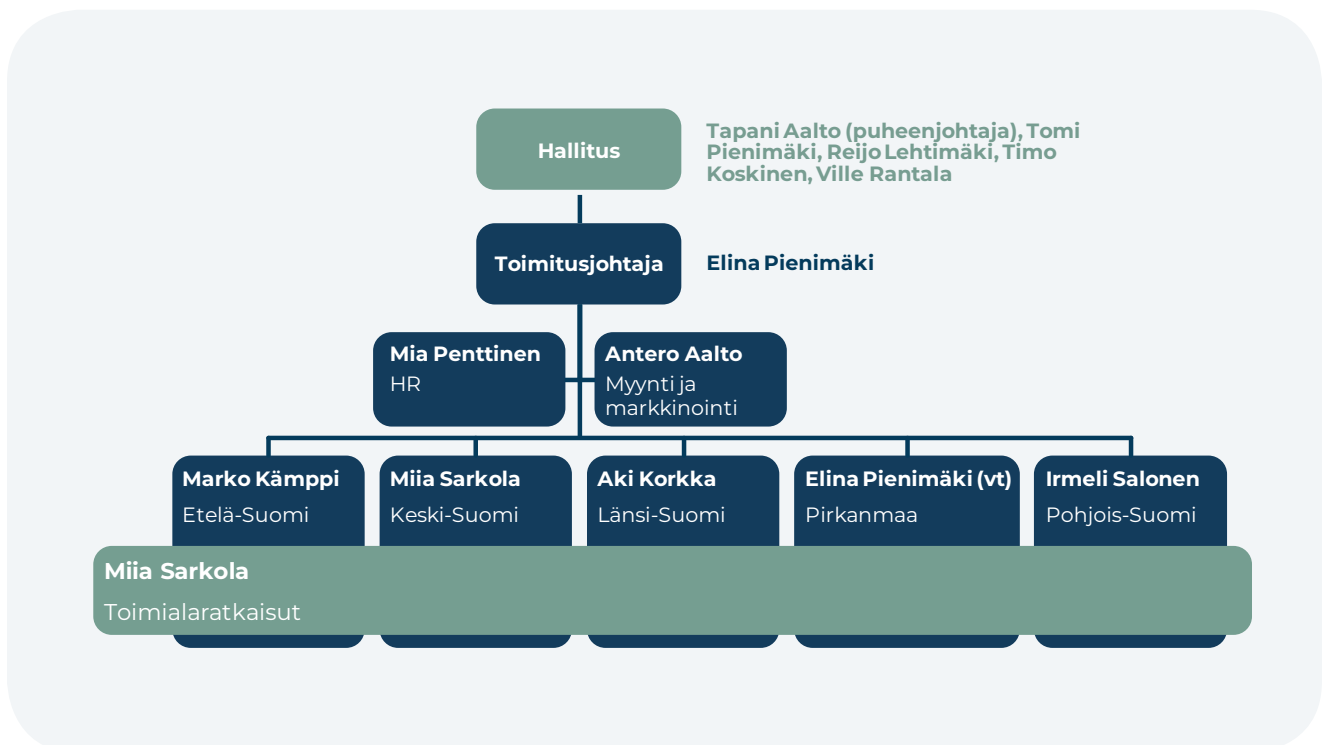 Hallitus
Tapani Aalto (puheenjohtaja), Tomi
Pienimäki, Reijo Lehtimäki, Timo
Koskinen, Ville Rantala
Toimitusjohtaja
Elina Pienimäki
Mia Penttinen
HR
Antero Aalto
Myynti ja
markkinointi
Marko Kämppi
Etelä-Suomi
Miia Sarkola
Keski-Suomi
Aki Korkka
Länsi-Suomi
Elina Pienimäki (vt)
Pirkanmaa
Irmeli Salonen
Pohjois-Suomi
Miia Sarkola
Toimialaratkaisut